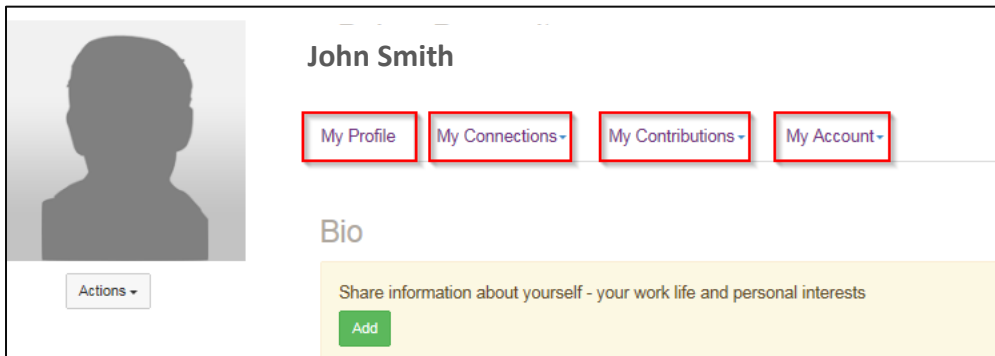 John Smith
My Profile My Connections My Contributions My Account
Bio
Actions
Share information about yourself - your work life and personal interests
Add